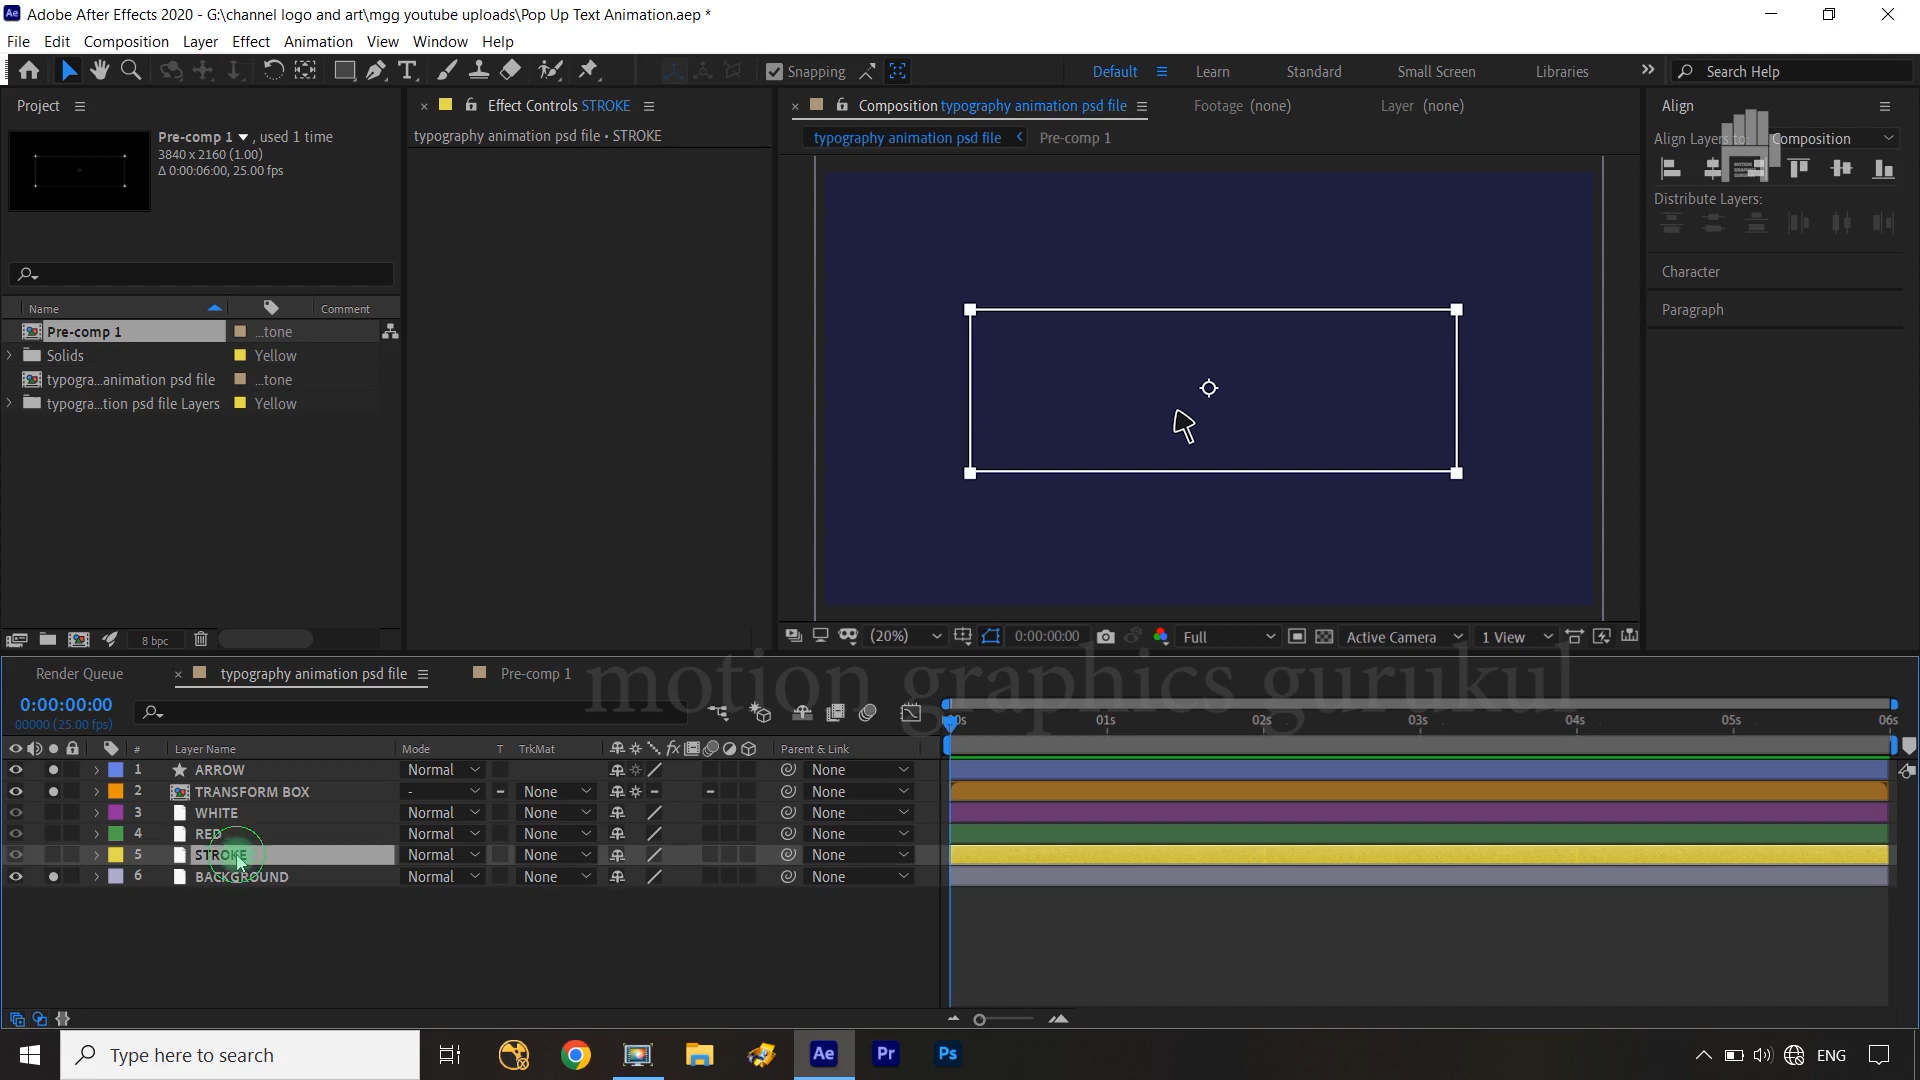 Adobe After Effects 2020 - G:\channel logo and art\mgg youtube uploads\Pop Up Text Animation.aep *
File Edit Composition Layer Effect Animation View Window Help
Snapping
Default Learn Standard Small Screen Libraries Search Help
Project
Pre-comp 1 , used 1 time
3840 x 2160 (1.00)
Δ 0:00:06:00, 25.00 fps
Name Comment
Pre-comp 1 ...tone
Solids Yellow
typogra...animation psd file ...tone
typogra...tion psd file Layers Yellow
8 bpc
Effect Controls STROKE
typography animation psd file • STROKE
Composition typography animation psd file Footage (none) Layer (none)
typography animation psd file Pre-comp 1
(20%) 0:00:00:00 Full Active Camera 1 View
Align
Align Layers to: Composition
Distribute Layers:
Character
Paragraph
motion graphics gurukul
Render Queue typography animation psd file Pre-comp 1
0:00:00:00
00000 (25.00 fps)
01s 02s 03s 04s 05s 06s
# Layer Name Mode T TrkMat Parent & Link
1 ARROW Normal None
2 TRANSFORM BOX - None None
3 WHITE Normal None None
4 RED Normal None None
5 STROKE Normal None None
6 BACKGROUND Normal None None
Type here to search Ae Pr Ps ENG